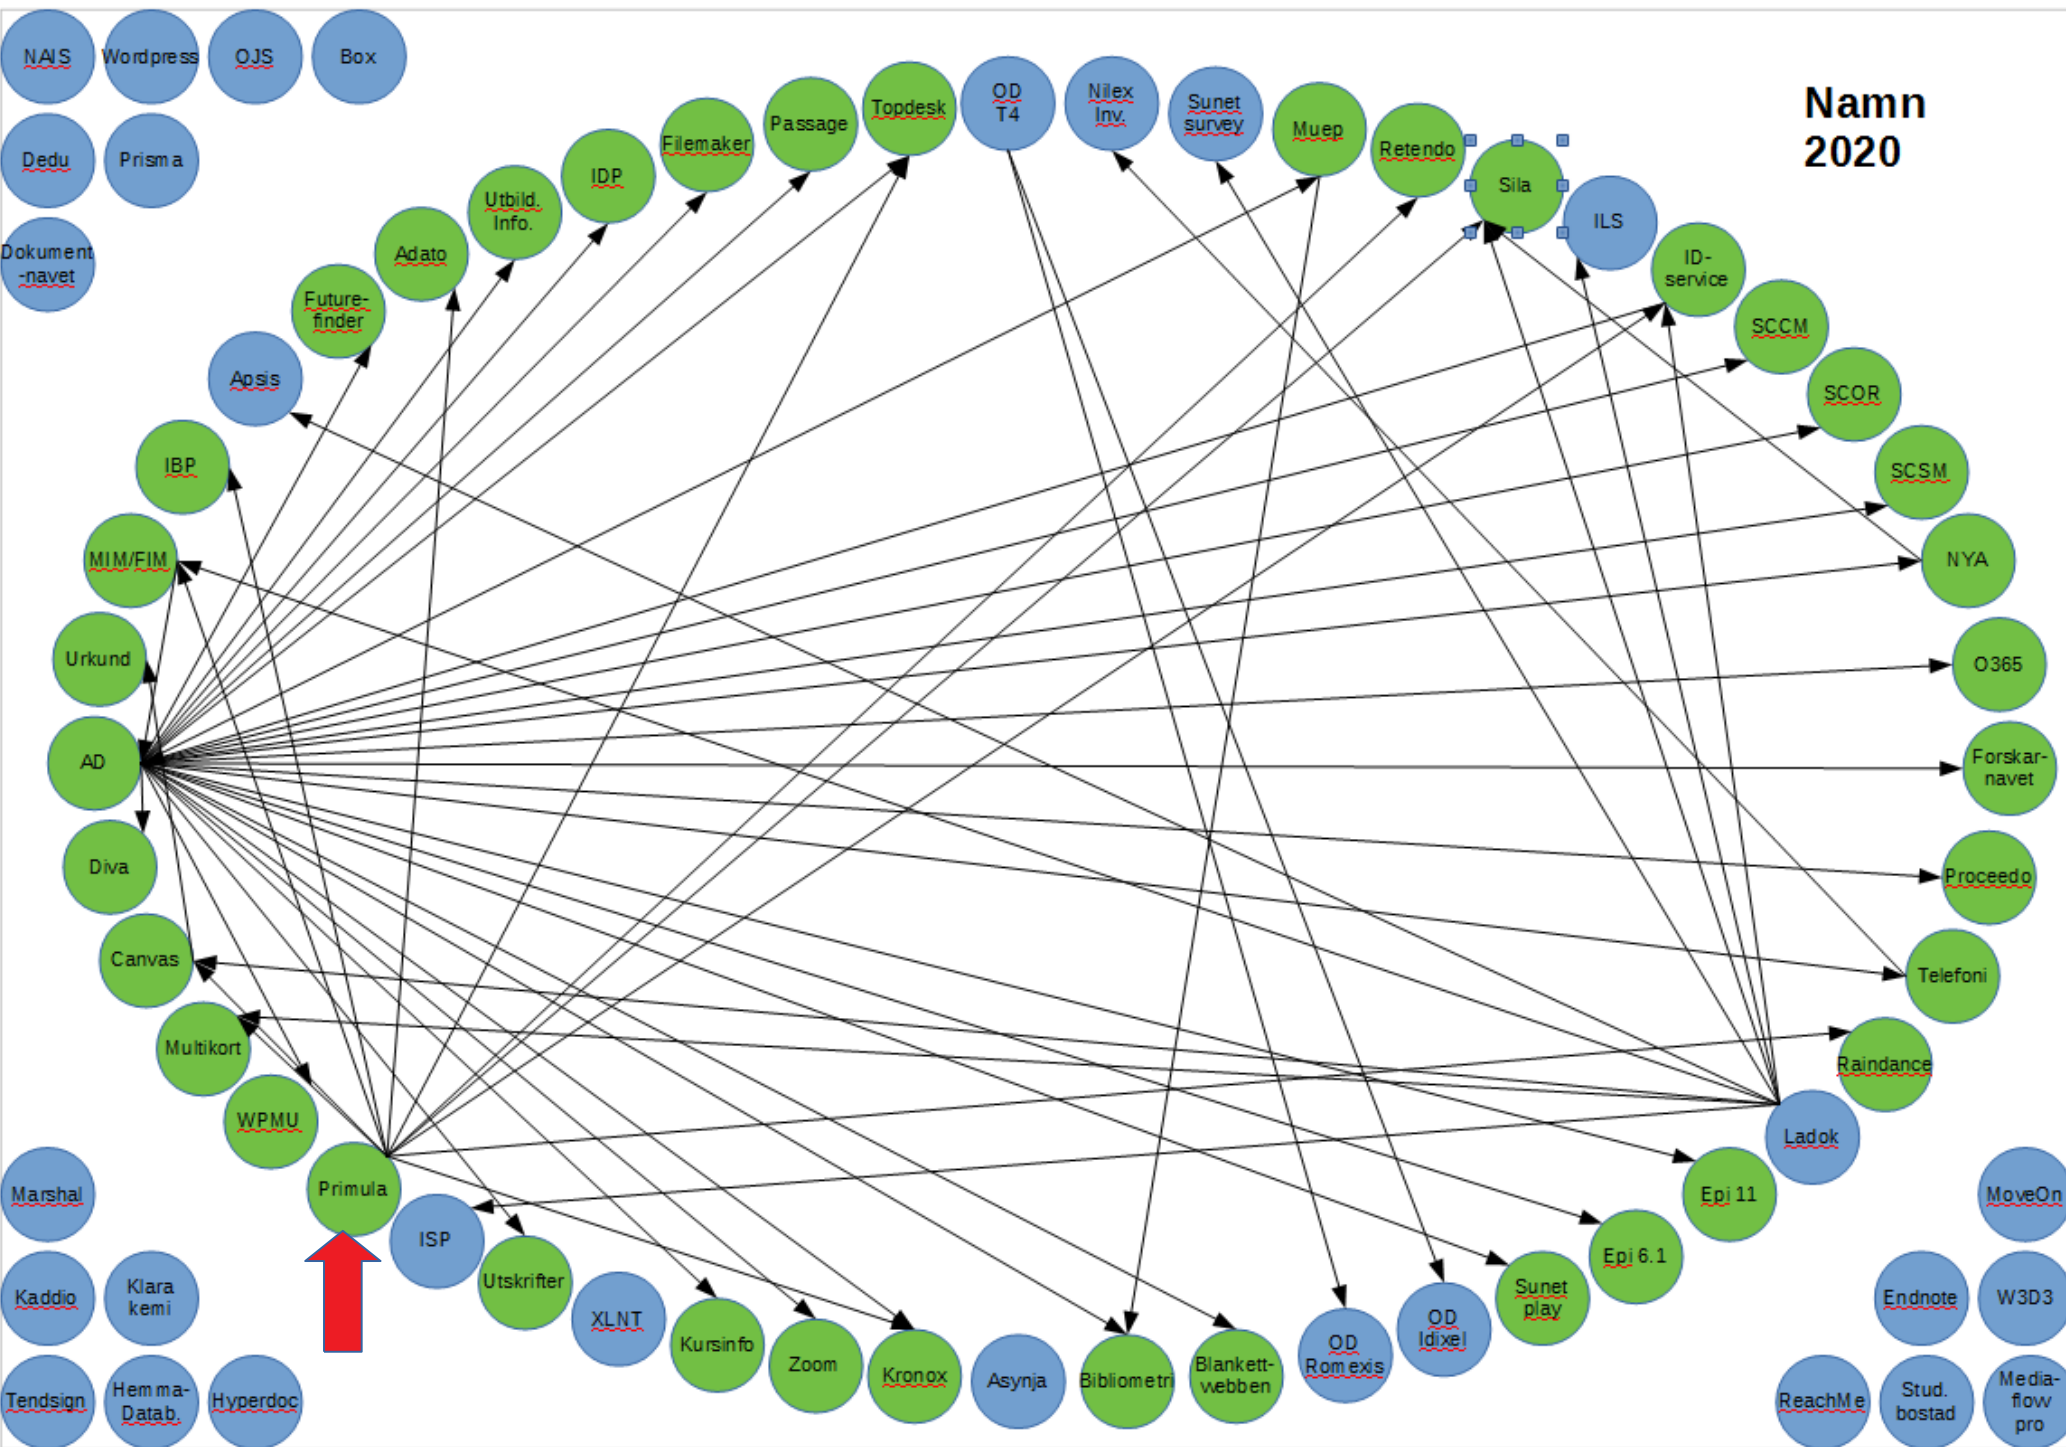 NAIS
Wordpress
OJS
Box
Dedu
Prisma
Dokument
-navet
Namn
2020
Topdesk
OD
T4
Nilex
Inv.
Sunet
survey
Muep
Retendo
Sila
ILS
ID-
service
SCCM
SCOR
SCSM
NYA
O365
Forskar-
navet
Proceedo
Telefoni
Raindance
Ladok
Epi 11
Epi 6.1
Sunet
play
OD
Idixel
OD
Romexis
Blankett-
webben
Bibliometri
Asynja
Kronox
Zoom
Kursinfo
XLNT
Utskrifter
ISP
Primula
WPMU
Multikort
Canvas
Diva
AD
Urkund
MIM/FIM
IBP
Apsis
Future-
finder
Adato
Utbild.
Info.
IDP
Filemaker
Passage
Marshal
Kaddio
Klara
kemi
Tendsign
Hemma-
Datab.
Hyperdoc
MoveOn
Endnote
W3D3
ReachMe
Stud.
bostad
Media-
flow
pro